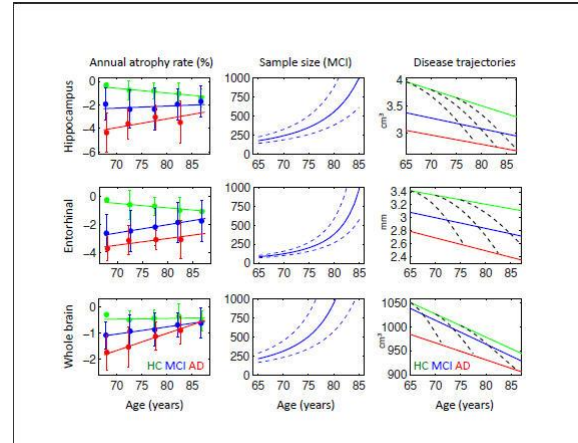 Annual atrophy rate (%) Sample size (MCI) Disease trajectories
Hippocampus
0
-2
-4
-6
70 75 80 85
1000
750
500
250
0
65 70 75 80 85
cm³
4
3.5
3
65 70 75 80 85
Entorhinal
0
-2
-4
70 75 80 85
1000
750
500
250
0
65 70 75 80 85
mm
3.4
3.2
3
2.8
2.6
2.4
65 70 75 80 85
Whole brain
0
-1
-2
HC MCI AD
70 75 80 85
1000
750
500
250
0
65 70 75 80 85
cm³
1050
1000
950
900
HC MCI AD
65 70 75 80 85
Age (years) Age (years) Age (years)